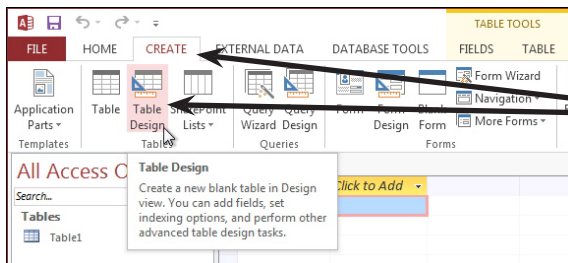 TABLE TOOLS
FILE HOME CREATE EXTERNAL DATA DATABASE TOOLS FIELDS TABLE
Application Parts
Table
Table Design
SharePoint Lists
Query Wizard
Query Design
Form
Form Design
Blank Form
Form Wizard
Navigation
More Forms
Templates Tables Queries Forms
All Access O
Search...
Tables
Table1
Click to Add
Table Design
Create a new blank table in Design
view. You can add fields, set
indexing options, and perform other
advanced table design tasks.